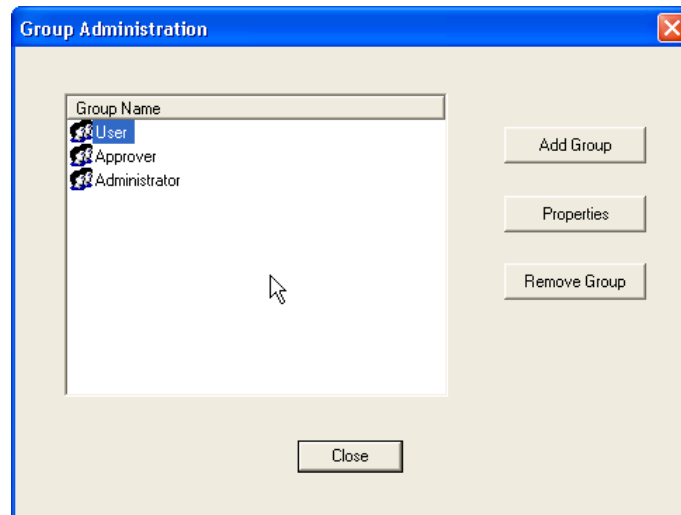 Group Administration
Group Name
User
Approver
Administrator
Add Group
Properties
Remove Group
Close